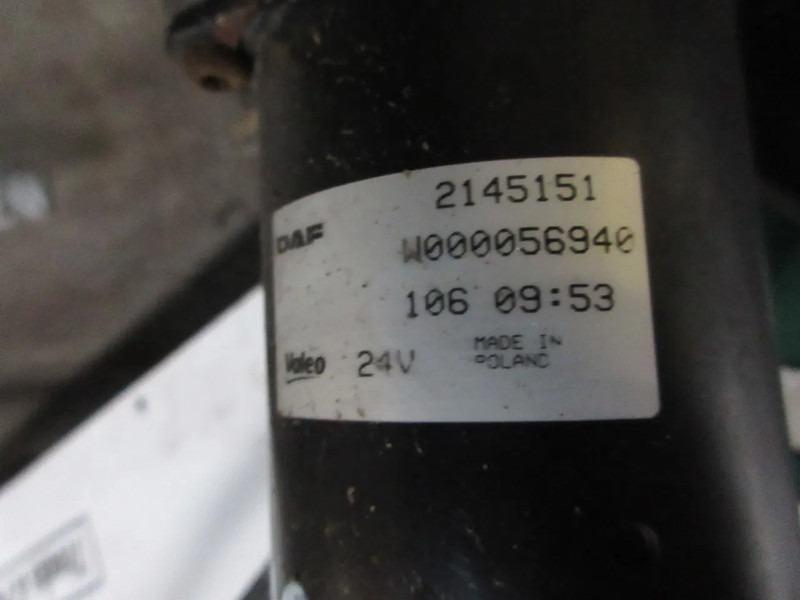 2145151
DAF
W000056940
106 09:53
Valeo 24V
MADE IN
POLAND